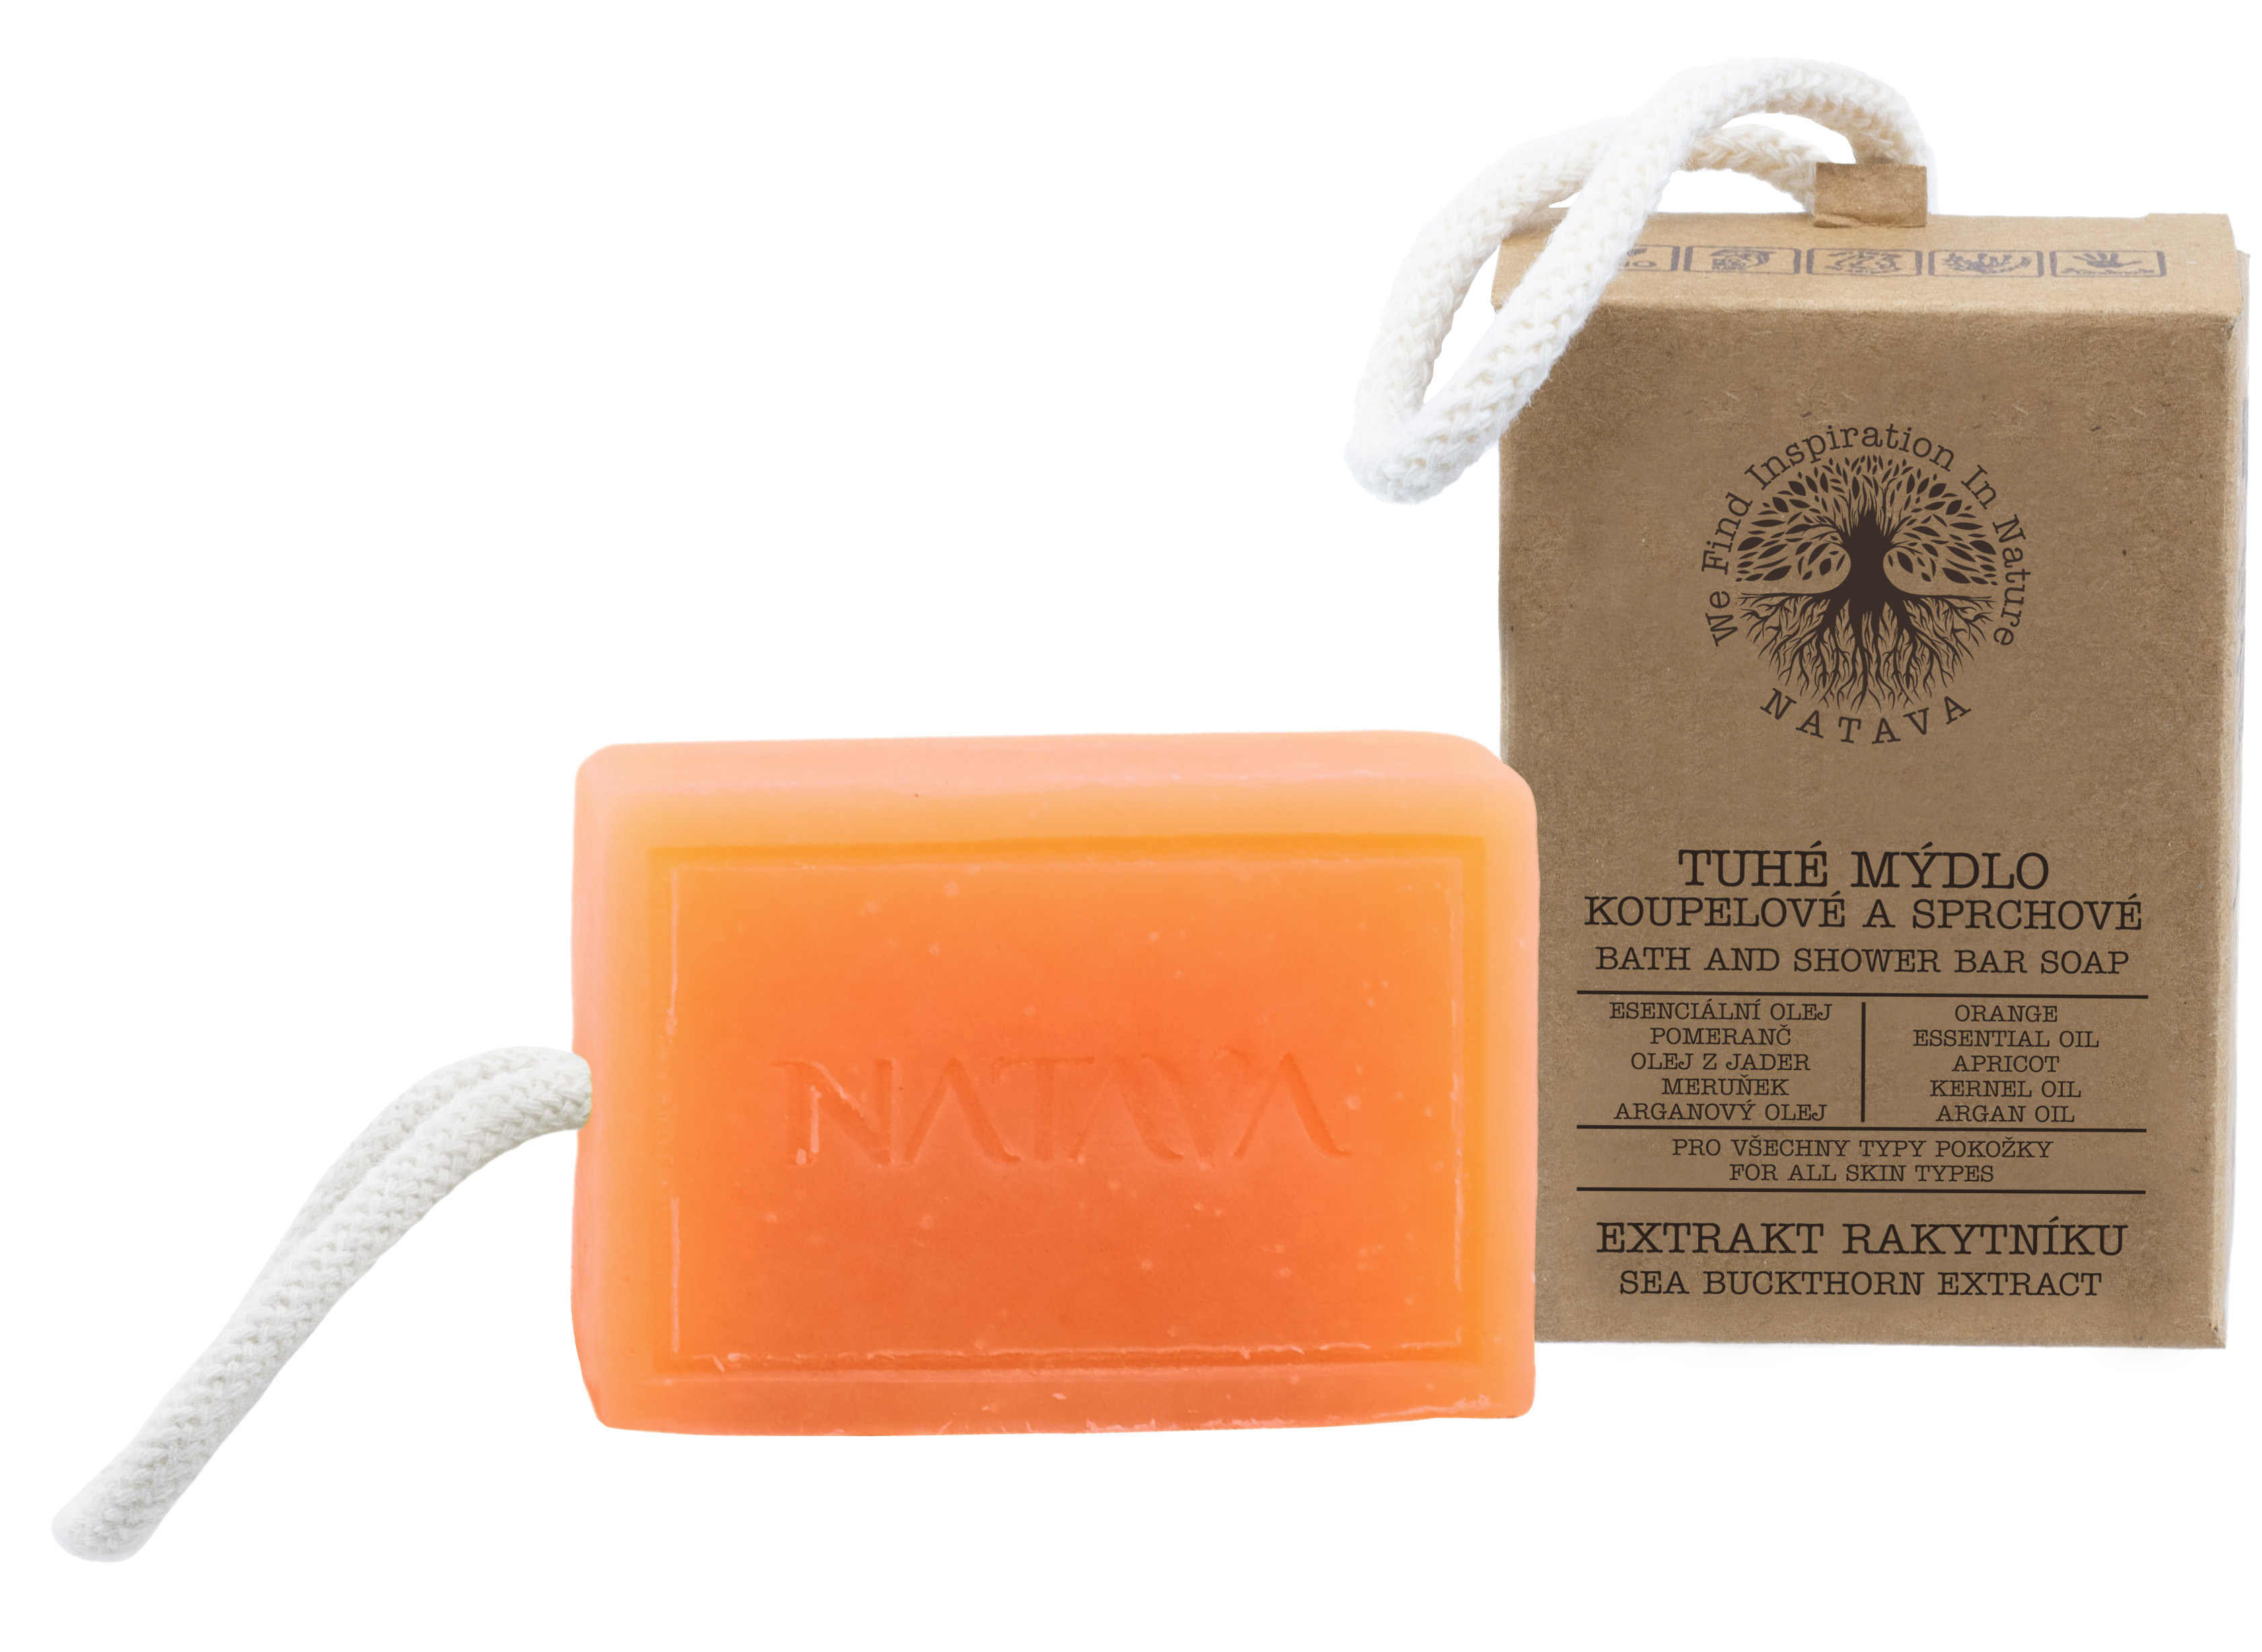 We Find Inspiration In Nature
NATAVA
TUHÉ MÝDLO
KOUPELOVÉ A SPRCHOVÉ
BATH AND SHOWER BAR SOAP
ESENCIÁLNÍ OLEJ
POMERANČ
OLEJ Z JADER
MERUŇEK
ARGANOVÝ OLEJ
ORANGE
ESSENTIAL OIL
APRICOT
KERNEL OIL
ARGAN OIL
PRO VŠECHNY TYPY POKOŽKY
FOR ALL SKIN TYPES
EXTRAKT RAKYTNÍKU
SEA BUCKTHORN EXTRACT
NATAVA